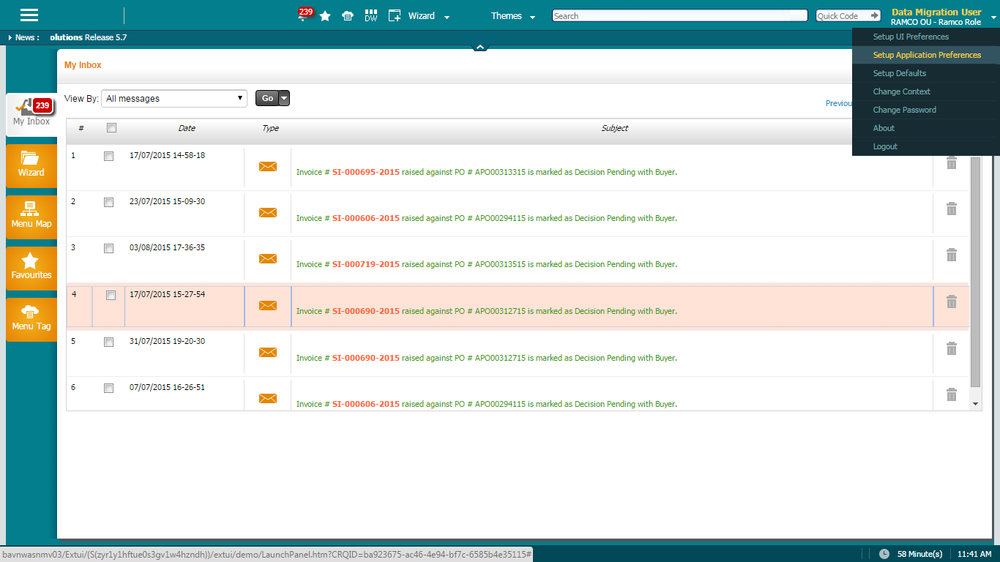 239
DW
Wizard
Themes
Search
Quick Code
Data Migration User
RAMCO OU - Ramco Role
News :
olutions Release 5.7
Setup UI Preferences
Setup Application Preferences
Setup Defaults
Change Context
Change Password
About
Logout
239
My Inbox
Wizard
Menu Map
Favourites
Menu Tag
My Inbox
View By: All messages Go
Previou
# Date Type Subject
1 17/07/2015 14-58-18 Invoice # SI-000695-2015 raised against PO # APO00313315 is marked as Decision Pending with Buyer.
2 23/07/2015 15-09-30 Invoice # SI-000606-2015 raised against PO # APO00294115 is marked as Decision Pending with Buyer.
3 03/08/2015 17-36-35 Invoice # SI-000719-2015 raised against PO # APO00313515 is marked as Decision Pending with Buyer.
4 17/07/2015 15-27-54 Invoice # SI-000690-2015 raised against PO # APO00312715 is marked as Decision Pending with Buyer.
5 31/07/2015 19-20-30 Invoice # SI-000690-2015 raised against PO # APO00312715 is marked as Decision Pending with Buyer.
6 07/07/2015 16-26-51 Invoice # SI-000606-2015 raised against PO # APO00294115 is marked as Decision Pending with Buyer.
bavnwasnmv03/Extui/(S(zyr1y1hftue0s3gv1w4hzndh))/extui/demo/LaunchPanel.htm?CRQID=ba923675-ac46-4e94-bf7c-6585b4e35115#
58 Minute(s)
11:41 AM